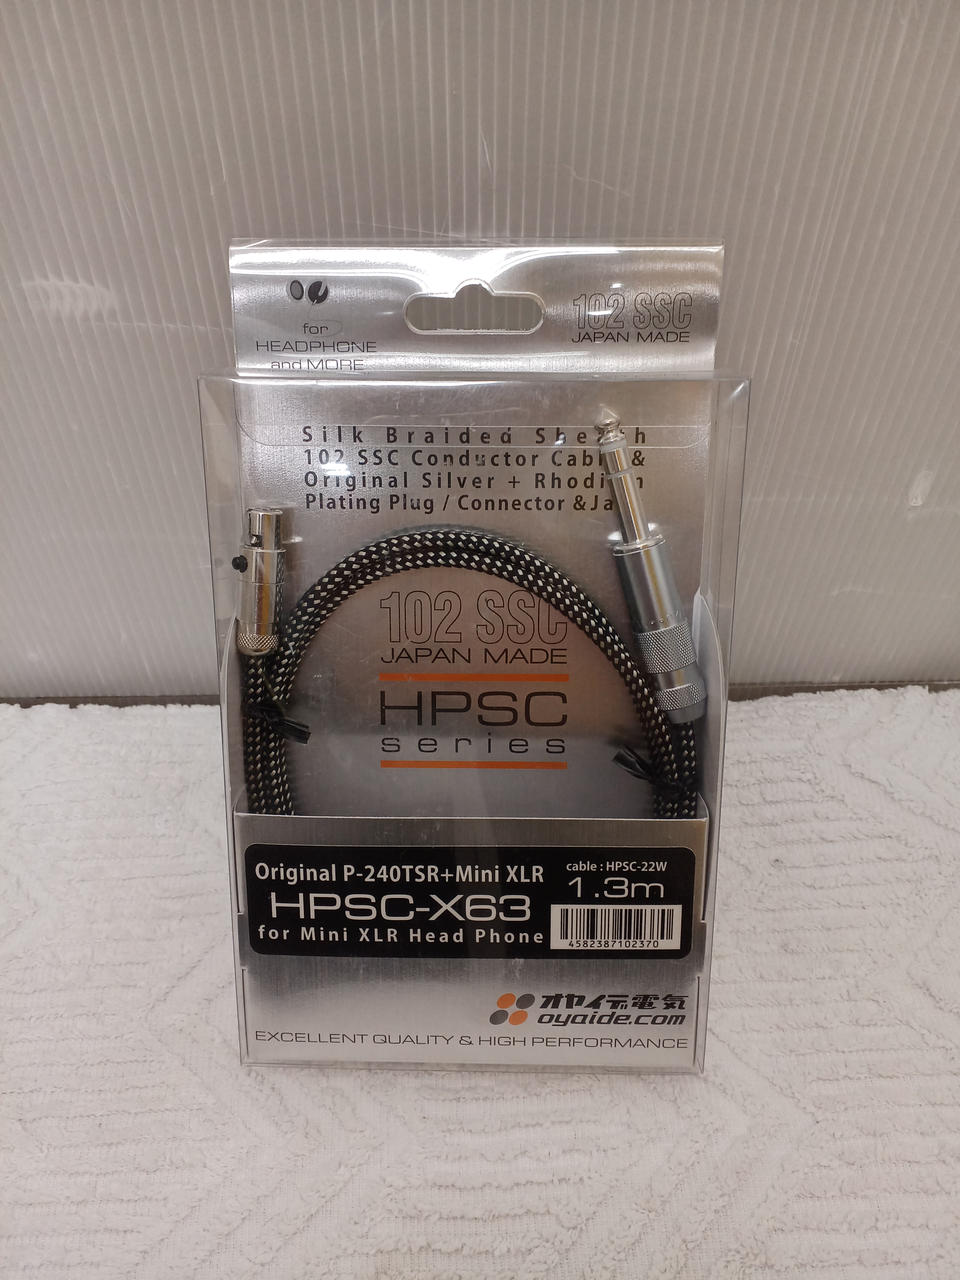 for
HEADPHONE
and MORE
102 SSC
JAPAN MADE
Silk Braided Sheath
102 SSC Conductor Cable &
Original Silver + Rhodium
Plating Plug / Connector & Ja
102 SSC
JAPAN MADE
HPSC
series
Original P-240TSR+Mini XLR
HPSC-X63
for Mini XLR Head Phone
cable : HPSC-22W
1.3m
4582387102370
オヤイデ電気
oyaide.com
EXCELLENT QUALITY & HIGH PERFORMANCE